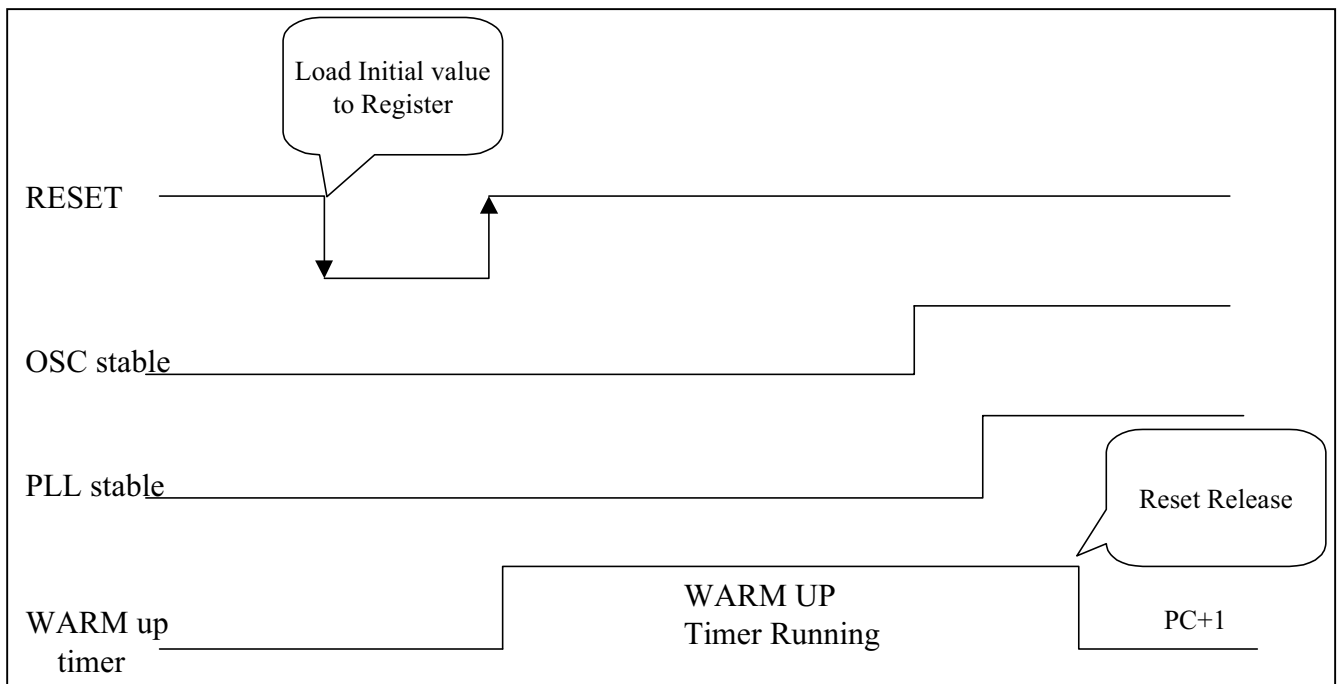 Load Initial value
to Register
RESET
OSC stable
PLL stable
Reset Release
WARM up
timer
WARM UP
Timer Running
PC+1